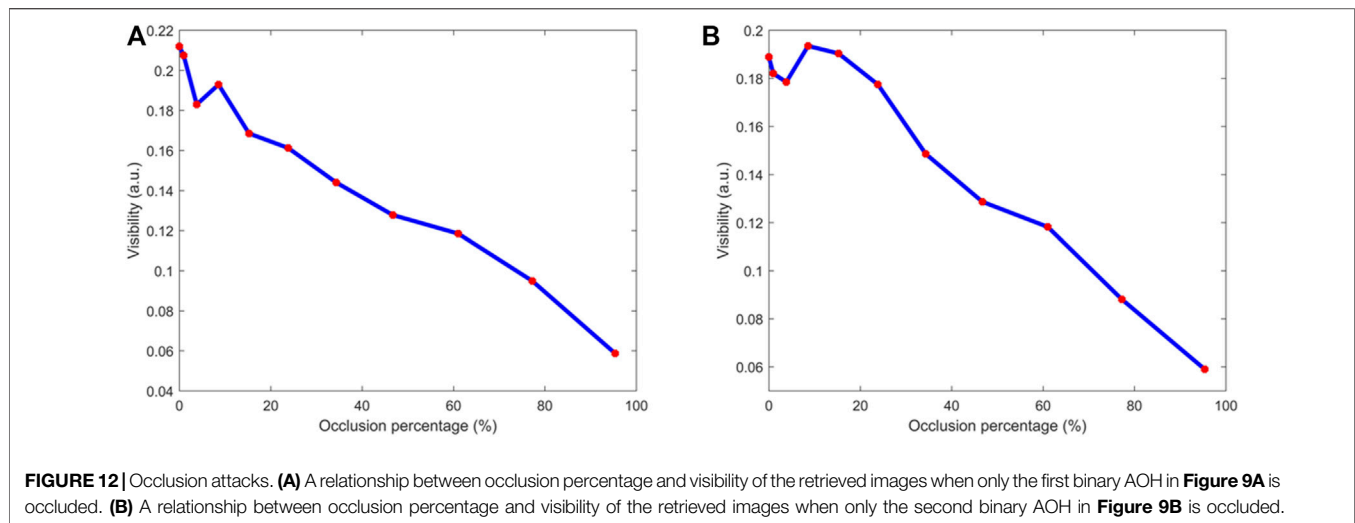 A
0.22
0.2
0.18
0.16
0.14
0.12
0.1
0.08
0.06
0.04
Visibility (a.u.)
0 20 40 60 80 100
Occlusion percentage (%)
B
0.2
0.18
0.16
0.14
0.12
0.1
0.08
0.06
Visibility (a.u.)
0 20 40 60 80 100
Occlusion percentage (%)
FIGURE 12 | Occlusion attacks. (A) A relationship between occlusion percentage and visibility of the retrieved images when only the first binary AOH in Figure 9A is
occluded. (B) A relationship between occlusion percentage and visibility of the retrieved images when only the second binary AOH in Figure 9B is occluded.